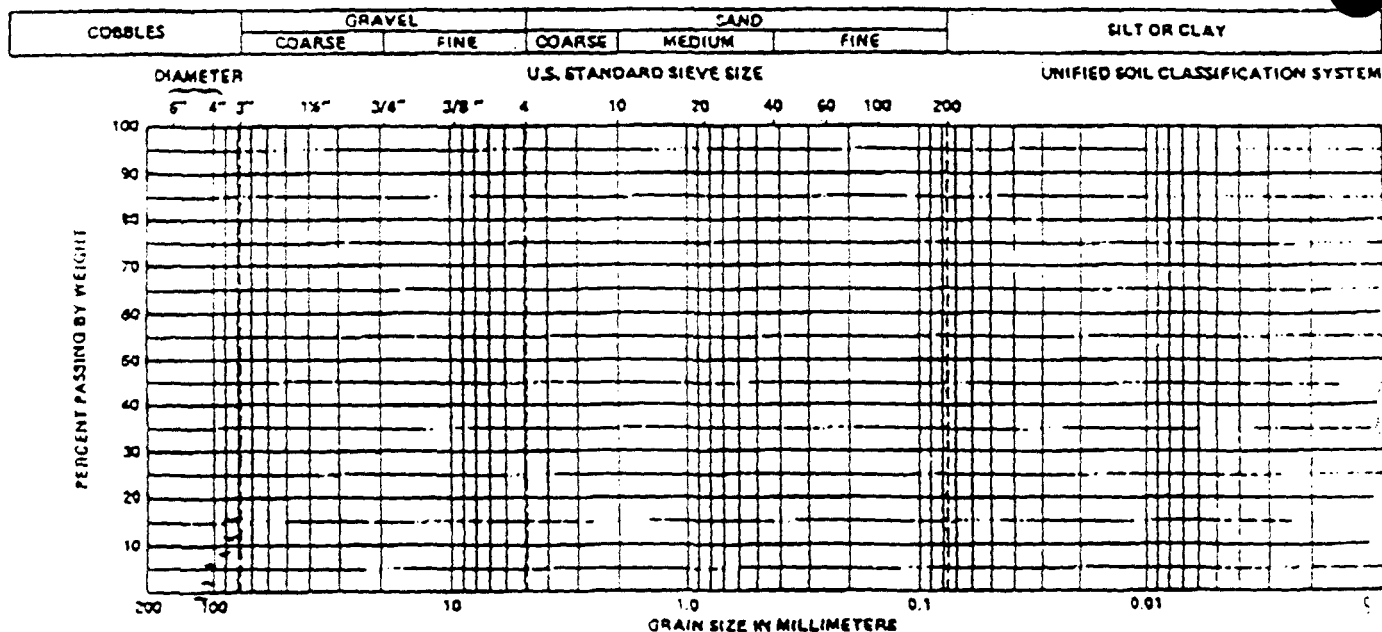 COBBLES GRAVEL SAND SILT OR CLAY
COARSE FINE COARSE MEDIUM FINE
DIAMETER U.S. STANDARD SIEVE SIZE UNIFIED SOIL CLASSIFICATION SYSTEM
6" 4" 3" 1½" 3/4" 3/8" 4 10 20 40 60 100 200
100
90
80
70
60
50
40
30
20
10
PERCENT PASSING BY WEIGHT
200 100 10 1.0 0.1 0.01
GRAIN SIZE IN MILLIMETERS